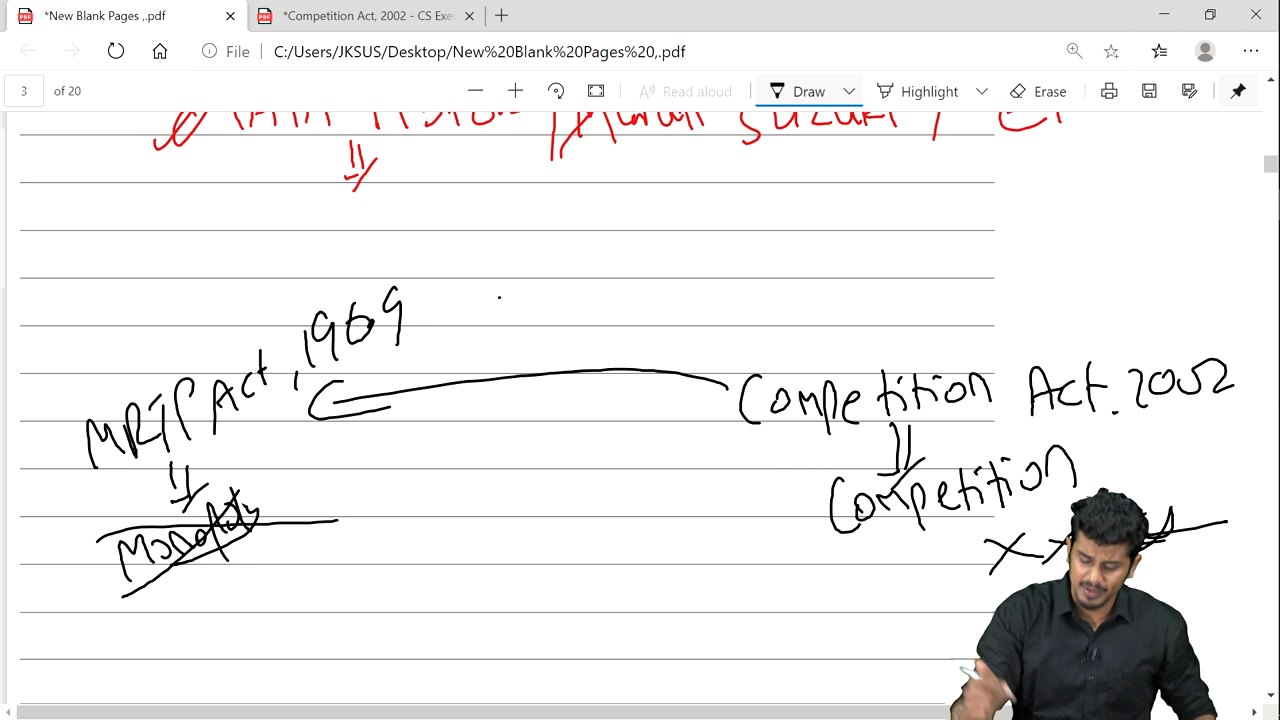 *New Blank Pages ,.pdf
*Competition Act, 2002 - CS Exec
File C:/Users/JKSUS/Desktop/New%20Blank%20Pages%20,.pdf
3 of 20 Read aloud Draw Highlight Erase
TATA Suzuki,
MRTP Act, 1969
Competition Act. 2002
Competition
Monopoly